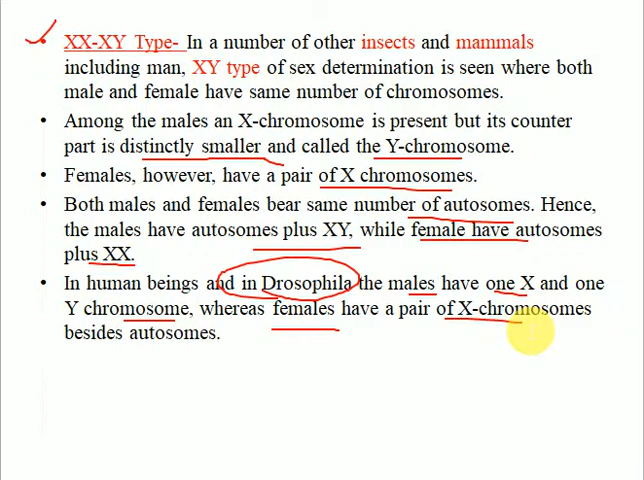 • XX-XY Type- In a number of other insects and mammals
including man, XY type of sex determination is seen where both
male and female have same number of chromosomes.
• Among the males an X-chromosome is present but its counter
part is distinctly smaller and called the Y-chromosome.
• Females, however, have a pair of X chromosomes.
• Both males and females bear same number of autosomes. Hence,
the males have autosomes plus XY, while female have autosomes
plus XX.
• In human beings and in Drosophila the males have one X and one
Y chromosome, whereas females have a pair of X-chromosomes
besides autosomes.